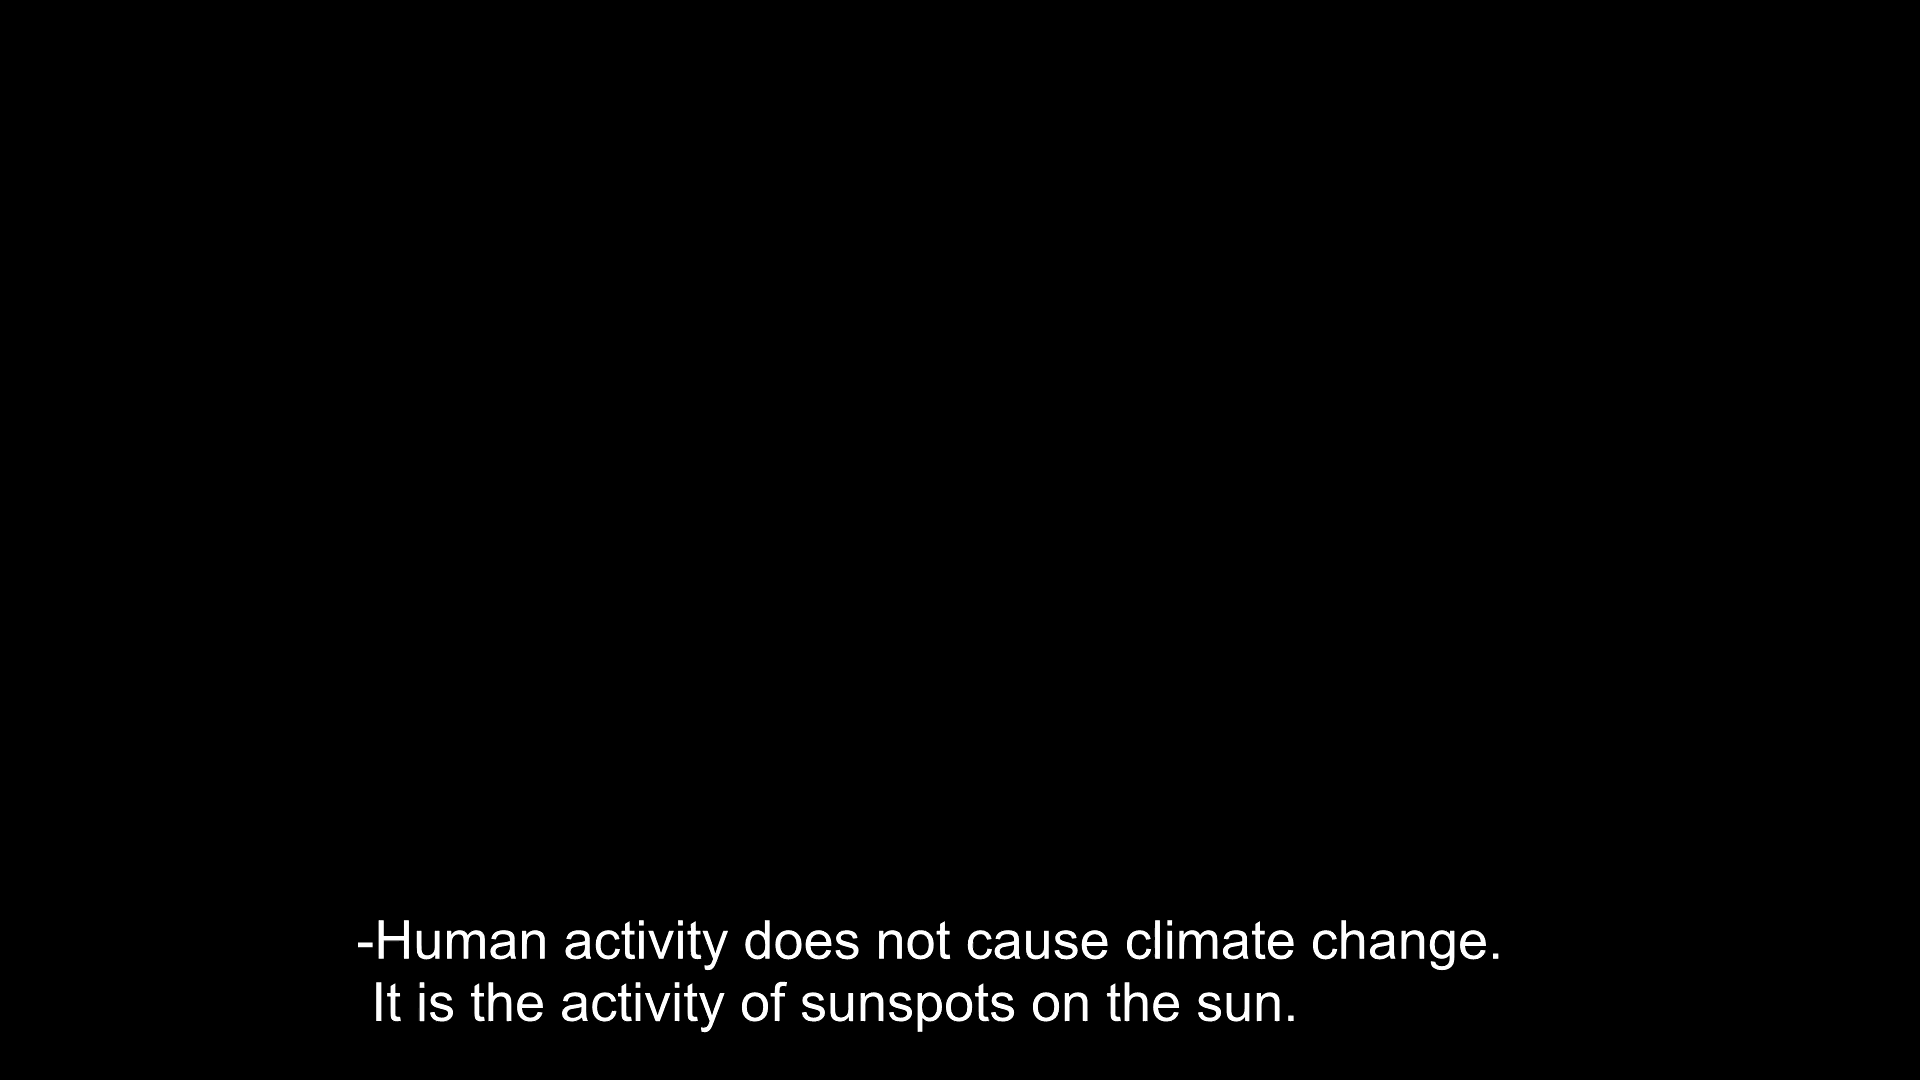 -Human activity does not cause climate change.
It is the activity of sunspots on the sun.